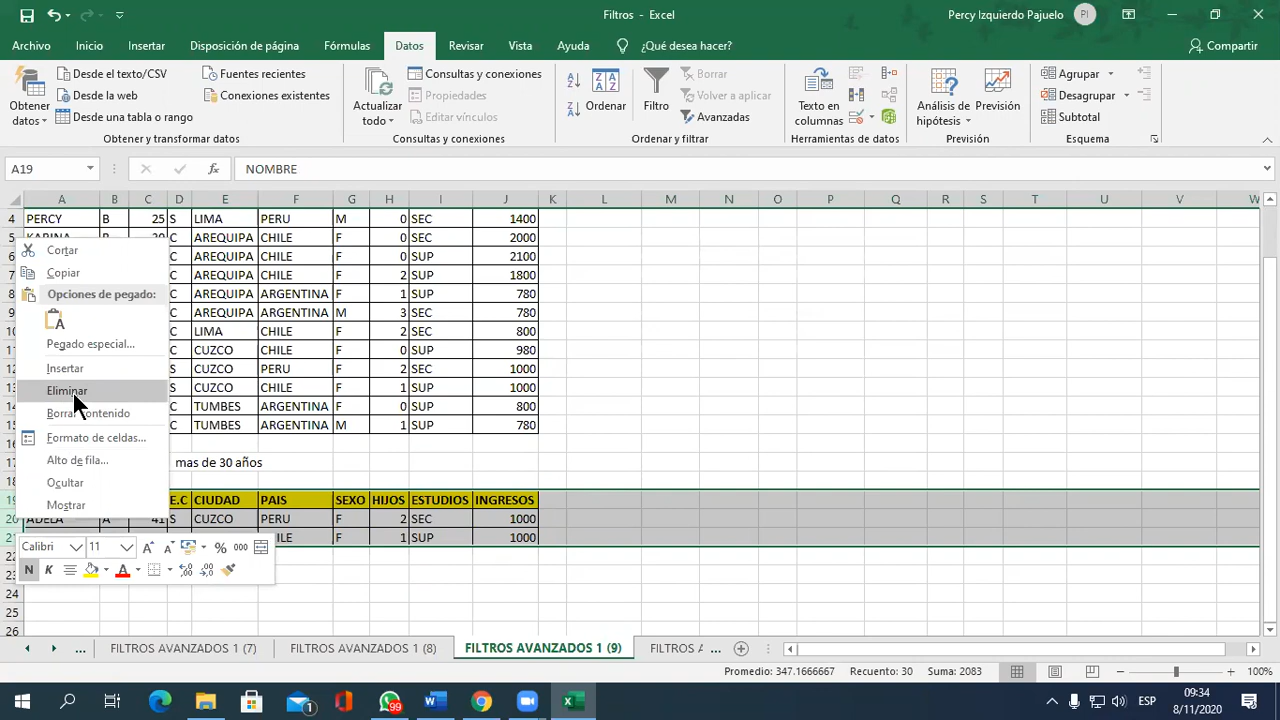 Filtros - Excel
Percy Izquierdo Pajuelo PI
Archivo Inicio Insertar Disposición de página Fórmulas Datos Revisar Vista Ayuda ¿Qué desea hacer? Compartir
Obtener datos
Desde el texto/CSV
Desde la web
Desde una tabla o rango
Fuentes recientes
Conexiones existentes
Obtener y transformar datos
Actualizar todo
Consultas y conexiones
Propiedades
Editar vínculos
Consultas y conexiones
Ordenar
Filtro
Borrar
Volver a aplicar
Avanzadas
Ordenar y filtrar
Texto en columnas
Herramientas de datos
Análisis de hipótesis
Previsión
Previsión
Agrupar
Desagrupar
Subtotal
Esquema
A19 fx NOMBRE
A B C D E F G H I J K L M N O P Q R S T U V W
4 PERCY B 25 S LIMA PERU M 0 SEC 1400
5 KARINA C AREQUIPA CHILE F 0 SEC 2000
6 C AREQUIPA CHILE F 0 SUP 2100
7 C AREQUIPA CHILE F 2 SUP 1800
8 C AREQUIPA ARGENTINA F 1 SUP 780
9 C AREQUIPA ARGENTINA M 3 SEC 780
10 C LIMA CHILE F 2 SEC 800
11 C CUZCO CHILE F 0 SUP 980
12 S CUZCO PERU F 2 SEC 1000
13 S CUZCO CHILE F 1 SUP 1000
14 C TUMBES ARGENTINA F 0 SUP 800
15 C TUMBES ARGENTINA M 1 SUP 780
16
17 mas de 30 años
18
19 E.C CIUDAD PAIS SEXO HIJOS ESTUDIOS INGRESOS
20 ADELA A 41 S CUZCO PERU F 2 SEC 1000
21 F 1 SUP 1000
22
23
24
25
26
Cortar
Copiar
Opciones de pegado:
Pegado especial...
Insertar
Eliminar
Borrar contenido
Formato de celdas...
Alto de fila...
Ocultar
Mostrar
Calibri 11 A A % 000
N K A
... FILTROS AVANZADOS 1 (7) FILTROS AVANZADOS 1 (8) FILTROS AVANZADOS 1 (9) FILTROS A ...
Promedio: 347.1666667 Recuento: 30 Suma: 2083 100%
1 99 ESP 09:34
8/11/2020